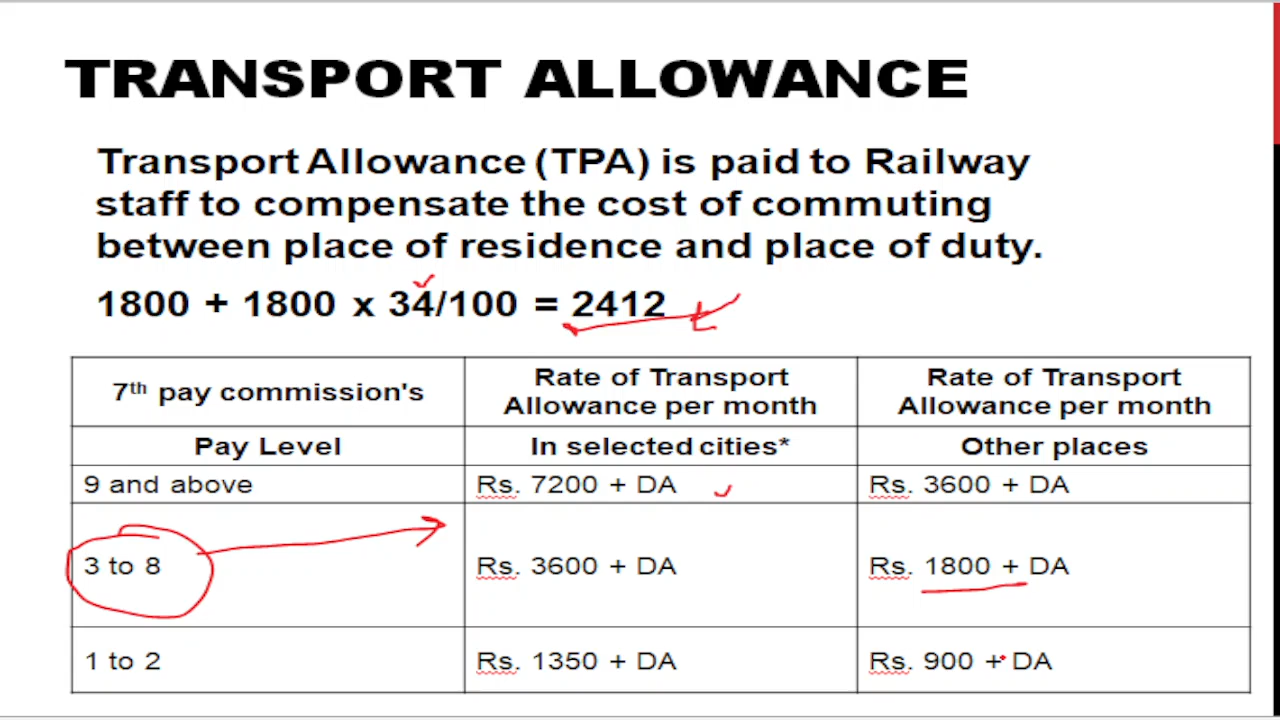 TRANSPORT ALLOWANCE
Transport Allowance (TPA) is paid to Railway
staff to compensate the cost of commuting
between place of residence and place of duty.
1800 + 1800 x 34/100 = 2412
7th pay commission's
Rate of Transport
Allowance per month
Rate of Transport
Allowance per month
Pay Level
In selected cities*
Other places
9 and above
Rs. 7200 + DA
Rs. 3600 + DA
3 to 8
Rs. 3600 + DA
Rs. 1800 + DA
1 to 2
Rs. 1350 + DA
Rs. 900 + DA